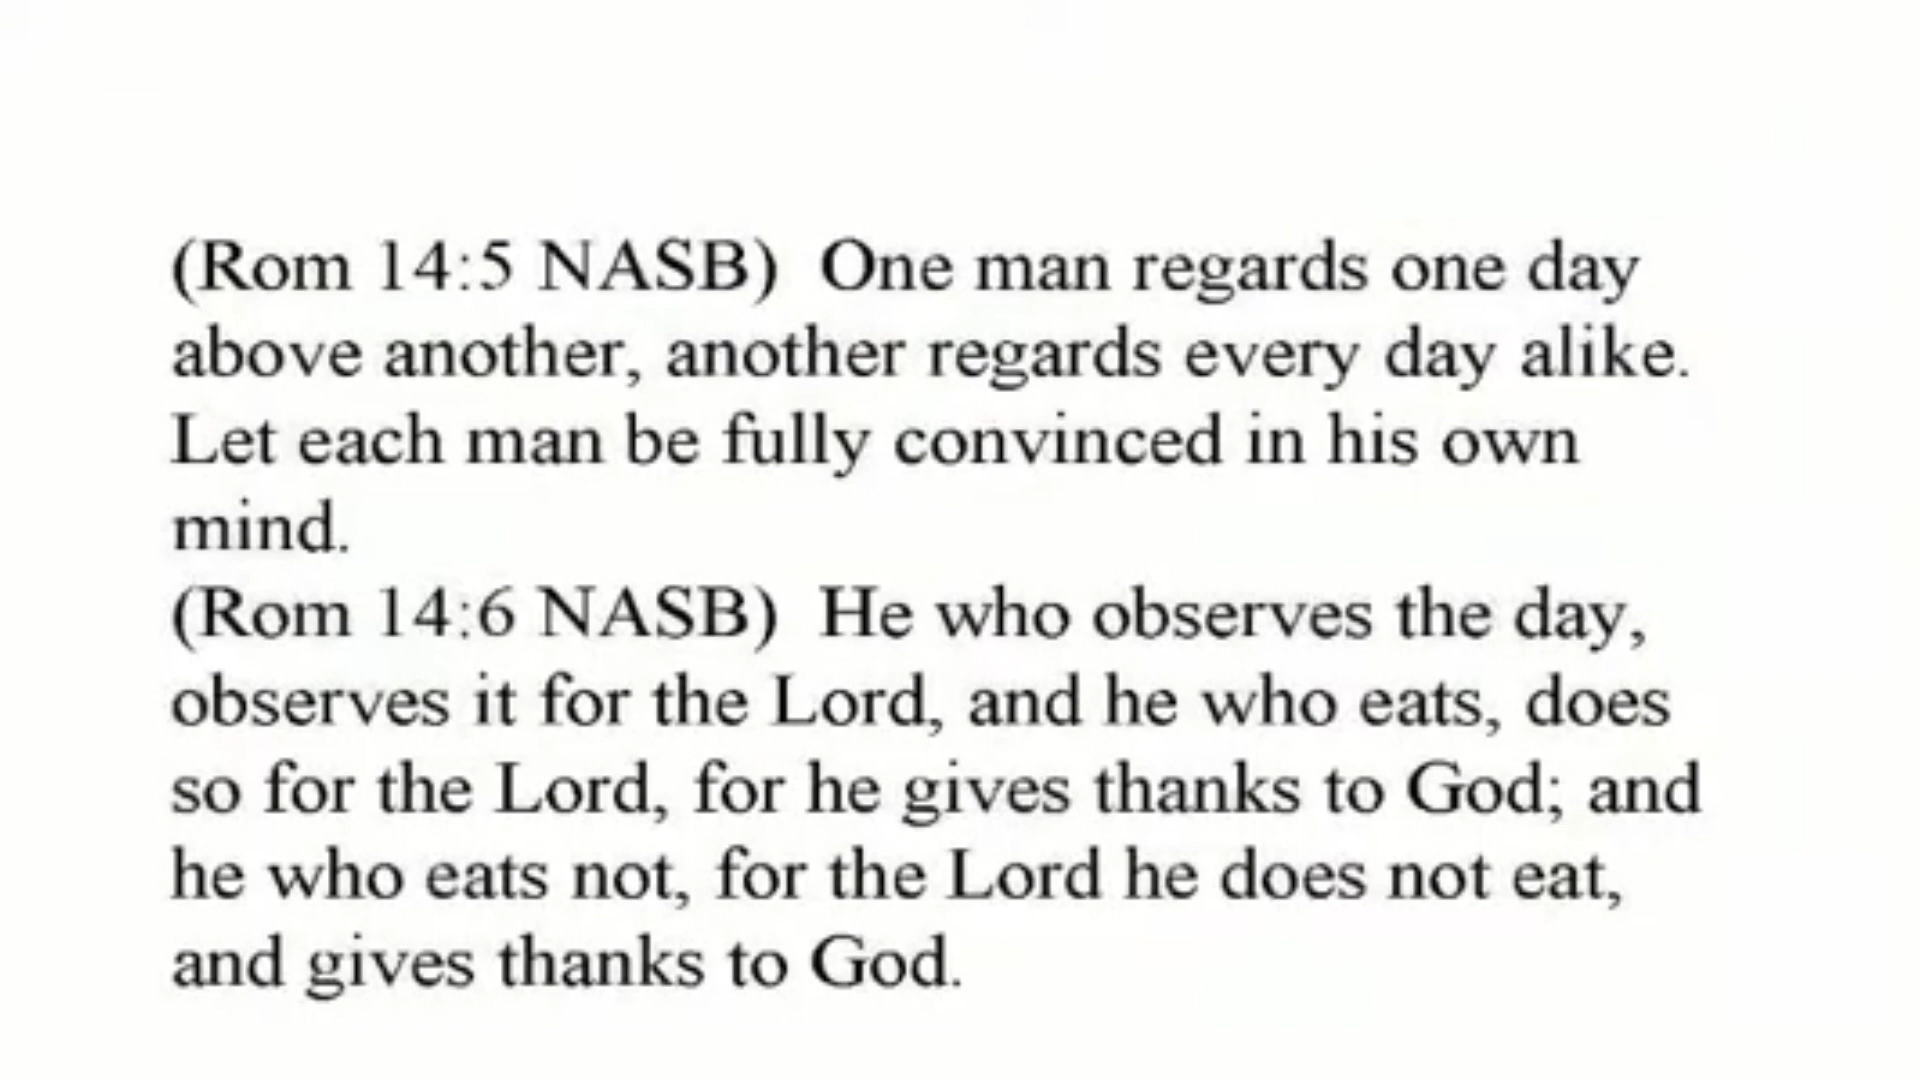 (Rom 14:5 NASB)  One man regards one day
above another, another regards every day alike.
Let each man be fully convinced in his own
mind.
(Rom 14:6 NASB)  He who observes the day,
observes it for the Lord, and he who eats, does
so for the Lord, for he gives thanks to God; and
he who eats not, for the Lord he does not eat,
and gives thanks to God.